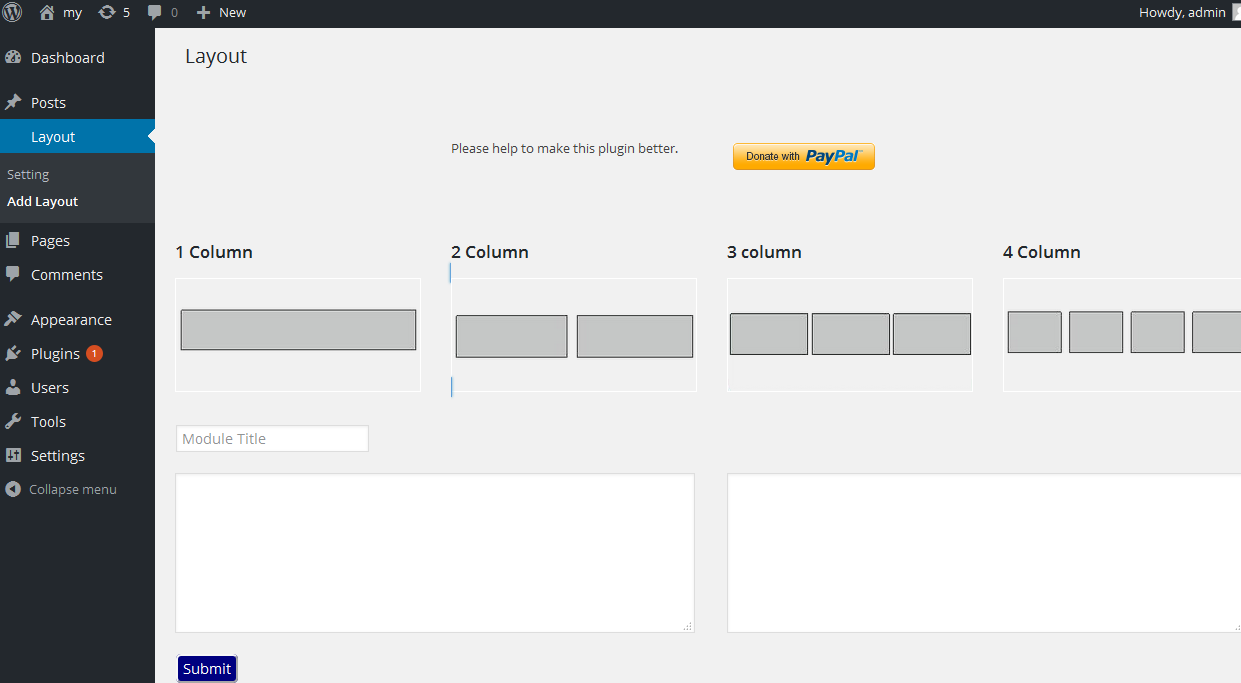 my 5 0 New Howdy, admin
Dashboard
Posts
Layout
Setting
Add Layout
Pages
Comments
Appearance
Plugins 1
Users
Tools
Settings
Collapse menu
Layout
Please help to make this plugin better. Donate with PayPal™
1 Column 2 Column 3 column 4 Column
Module Title
Submit